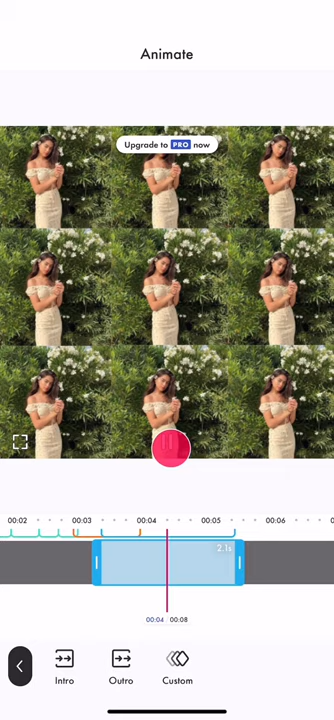 Animate
Upgrade to PRO now
00:02 00:03 00:04 00:05 00:06
2.1s
00:04 00:08
Intro Outro Custom